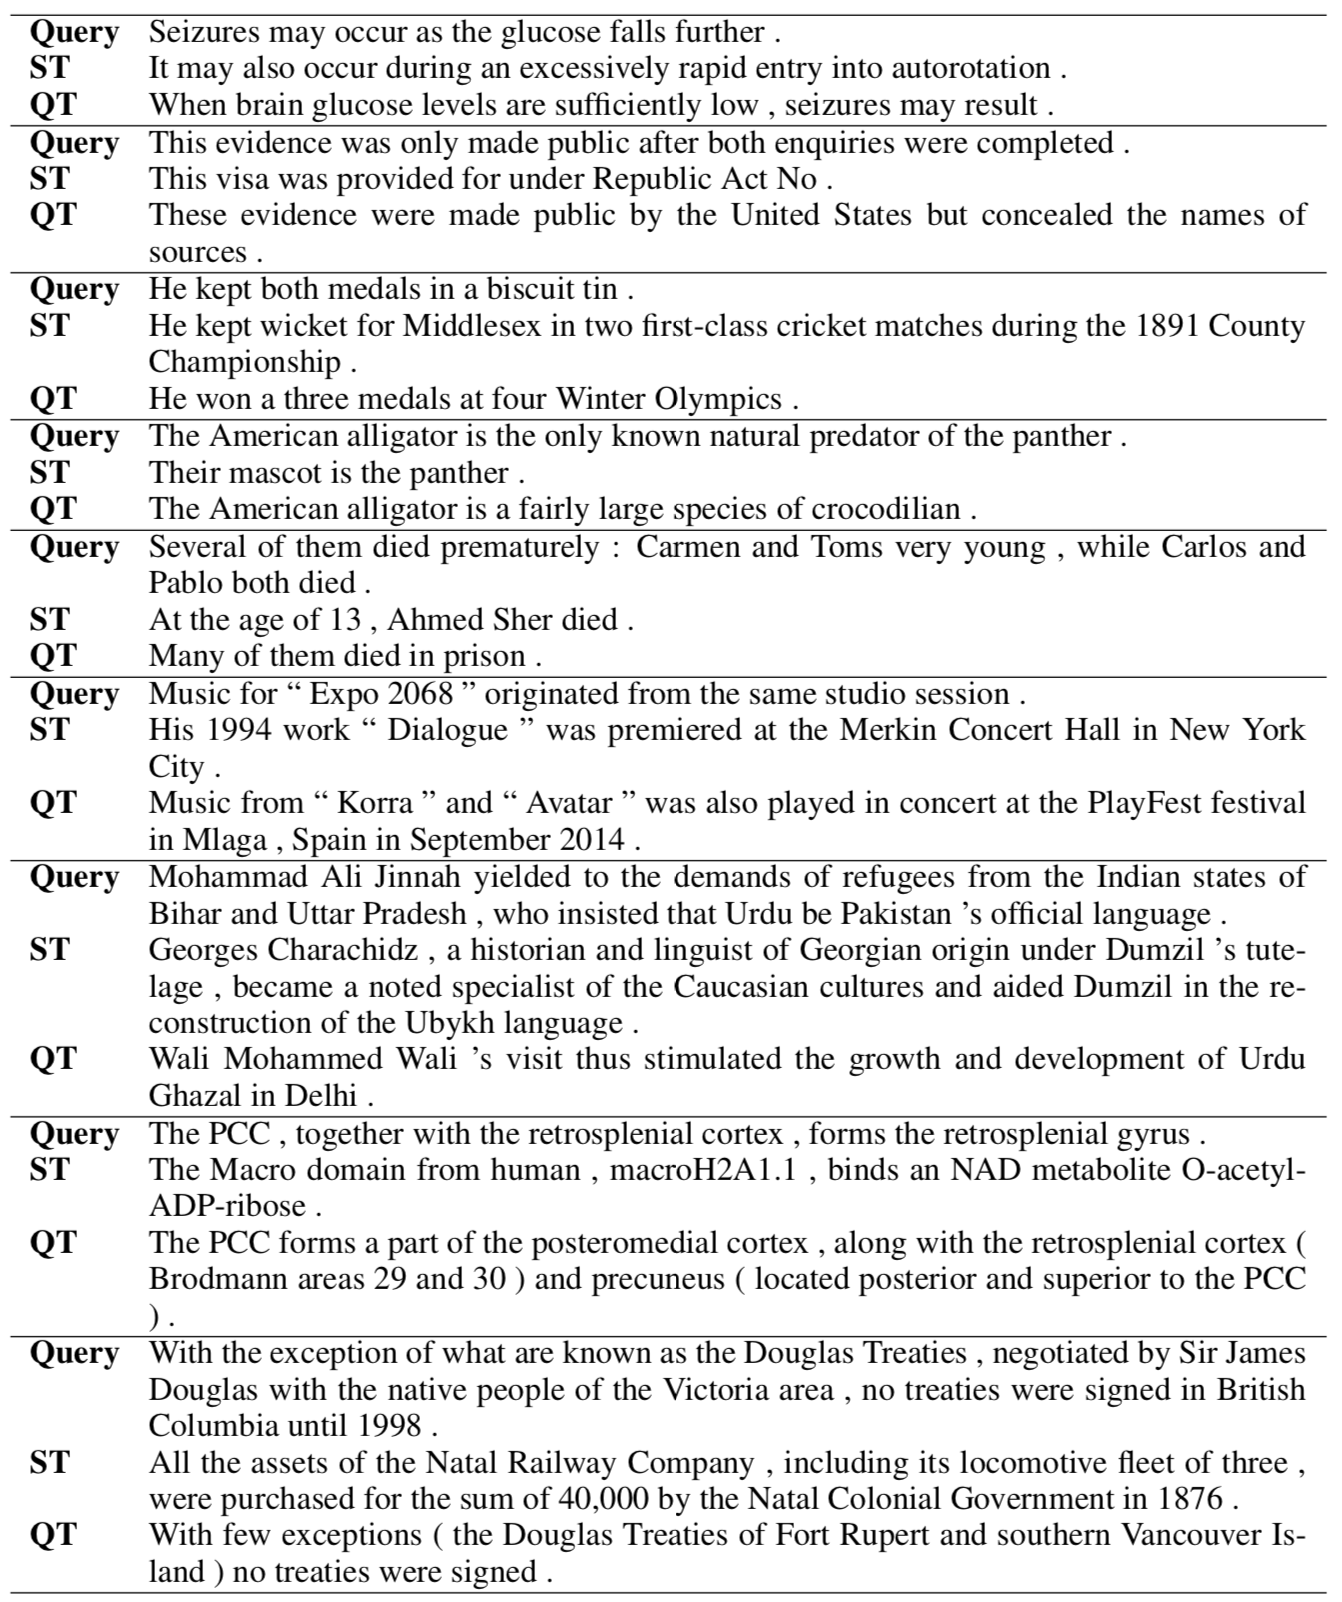 Query Seizures may occur as the glucose falls further .
ST It may also occur during an excessively rapid entry into autorotation .
QT When brain glucose levels are sufficiently low , seizures may result .
Query This evidence was only made public after both enquiries were completed .
ST This visa was provided for under Republic Act No .
QT These evidence were made public by the United States but concealed the names of
sources .
Query He kept both medals in a biscuit tin .
ST He kept wicket for Middlesex in two first-class cricket matches during the 1891 County
Championship .
QT He won a three medals at four Winter Olympics .
Query The American alligator is the only known natural predator of the panther .
ST Their mascot is the panther .
QT The American alligator is a fairly large species of crocodilian .
Query Several of them died prematurely : Carmen and Toms very young , while Carlos and
Pablo both died .
ST At the age of 13 , Ahmed Sher died .
QT Many of them died in prison .
Query Music for “ Expo 2068 ” originated from the same studio session .
ST His 1994 work “ Dialogue ” was premiered at the Merkin Concert Hall in New York
City .
QT Music from “ Korra ” and “ Avatar ” was also played in concert at the PlayFest festival
in Mlaga , Spain in September 2014 .
Query Mohammad Ali Jinnah yielded to the demands of refugees from the Indian states of
Bihar and Uttar Pradesh , who insisted that Urdu be Pakistan ’s official language .
ST Georges Charachidz , a historian and linguist of Georgian origin under Dumzil ’s tute-
lage , became a noted specialist of the Caucasian cultures and aided Dumzil in the re-
construction of the Ubykh language .
QT Wali Mohammed Wali ’s visit thus stimulated the growth and development of Urdu
Ghazal in Delhi .
Query The PCC , together with the retrosplenial cortex , forms the retrosplenial gyrus .
ST The Macro domain from human , macroH2A1.1 , binds an NAD metabolite O-acetyl-
ADP-ribose .
QT The PCC forms a part of the posteromedial cortex , along with the retrosplenial cortex (
Brodmann areas 29 and 30 ) and precuneus ( located posterior and superior to the PCC
) .
Query With the exception of what are known as the Douglas Treaties , negotiated by Sir James
Douglas with the native people of the Victoria area , no treaties were signed in British
Columbia until 1998 .
ST All the assets of the Natal Railway Company , including its locomotive fleet of three ,
were purchased for the sum of 40,000 by the Natal Colonial Government in 1876 .
QT With few exceptions ( the Douglas Treaties of Fort Rupert and southern Vancouver Is-
land ) no treaties were signed .